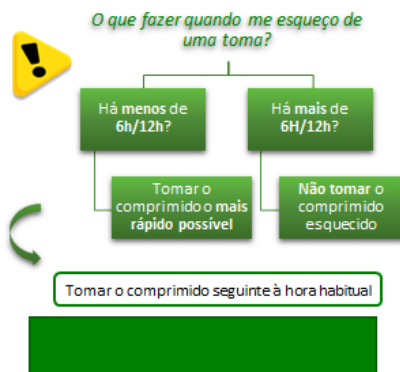 O que fazer quando me esqueço de
uma toma?
Há menos de
6h/12h?
Há mais de
6H/12h?
Tomar o
comprimido o mais
rápido possível
Não tomar o
comprimido
esquecido
Tomar o comprimido seguinte à hora habitual